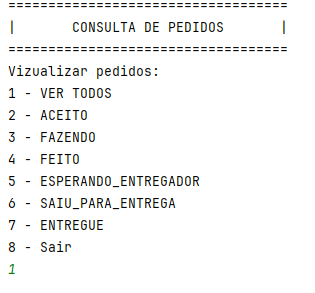 ===================================
|       CONSULTA DE PEDIDOS       |
===================================
Vizualizar pedidos:
1 - VER TODOS
2 - ACEITO
3 - FAZENDO
4 - FEITO
5 - ESPERANDO_ENTREGADOR
6 - SAIU_PARA_ENTREGA
7 - ENTREGUE
8 - Sair
1